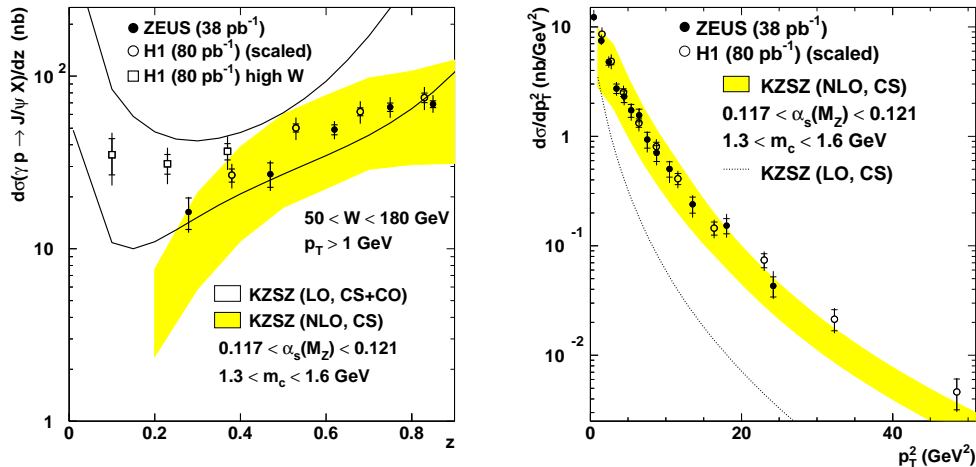 dσ(γ p → J/ψ X)/dz (nb)
10²
10
1
ZEUS (38 pb⁻¹)
H1 (80 pb⁻¹) (scaled)
H1 (80 pb⁻¹) high W
50 < W < 180 GeV
p_T > 1 GeV
KZSZ (LO, CS+CO)
KZSZ (NLO, CS)
0.117 < α_s(M_Z) < 0.121
1.3 < m_c < 1.6 GeV
0 0.2 0.4 0.6 0.8 z
dσ/dp_T² (nb/GeV²)
10
1
10⁻¹
10⁻²
ZEUS (38 pb⁻¹)
H1 (80 pb⁻¹) (scaled)
KZSZ (NLO, CS)
0.117 < α_s(M_Z) < 0.121
1.3 < m_c < 1.6 GeV
KZSZ (LO, CS)
0 20 40
p_T² (GeV²)